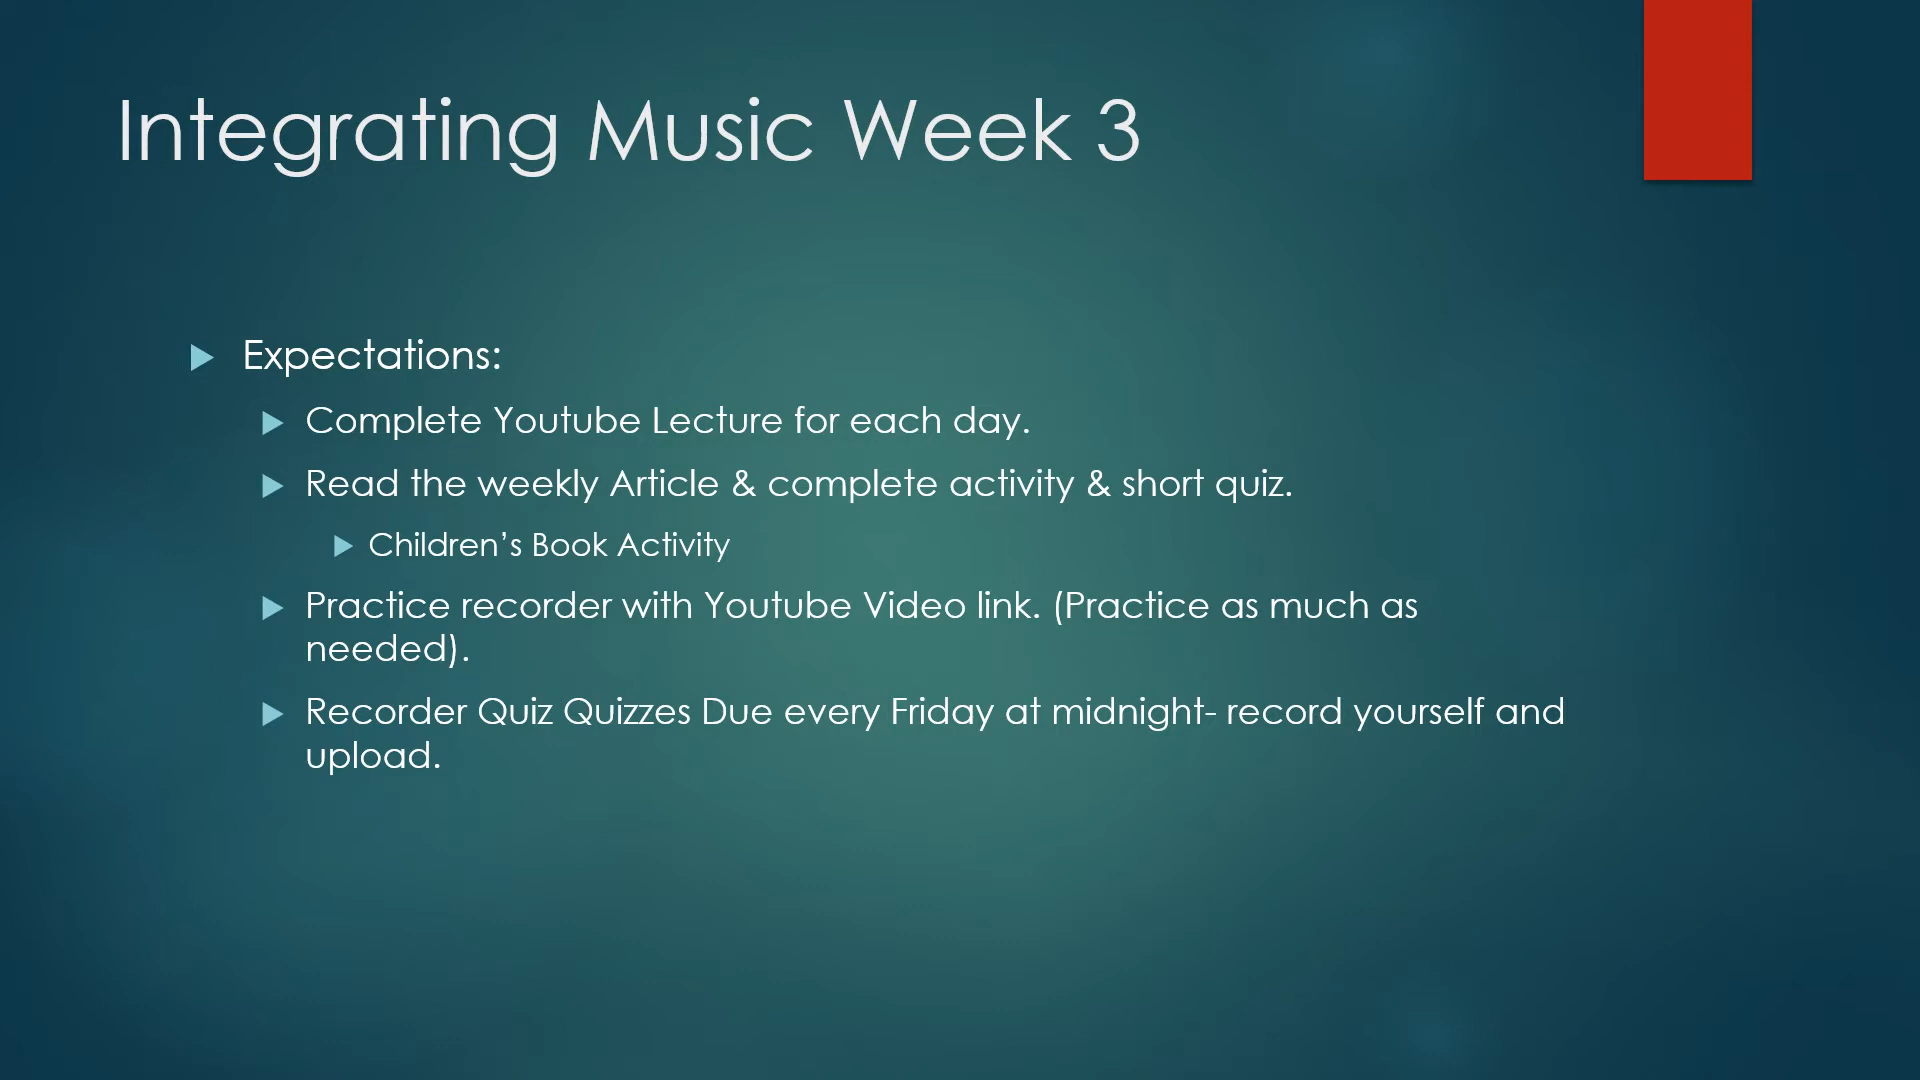 Integrating Music Week 3
Expectations:
Complete Youtube Lecture for each day.
Read the weekly Article & complete activity & short quiz.
Children’s Book Activity
Practice recorder with Youtube Video link. (Practice as much as
needed).
Recorder Quiz Quizzes Due every Friday at midnight- record yourself and
upload.